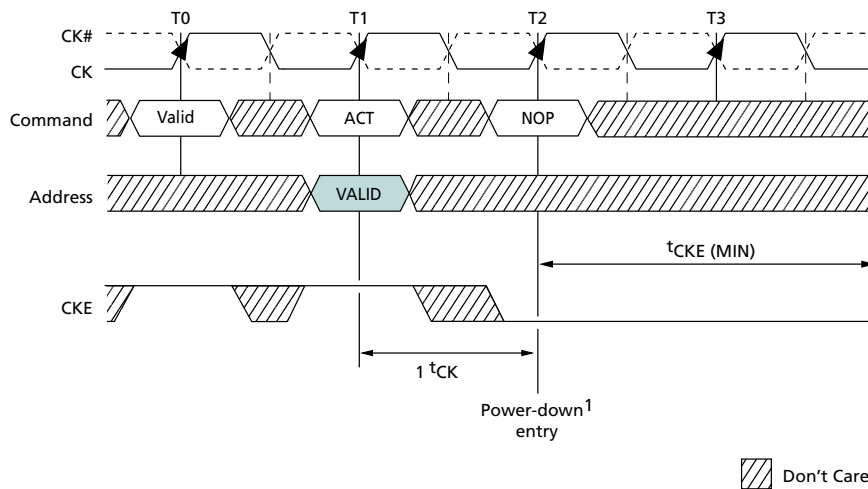 T0 T1 T2 T3
CK#
CK
Command Valid ACT NOP
Address VALID
tCKE (MIN)
CKE
1 tCK
Power-down1
entry
Don't Care